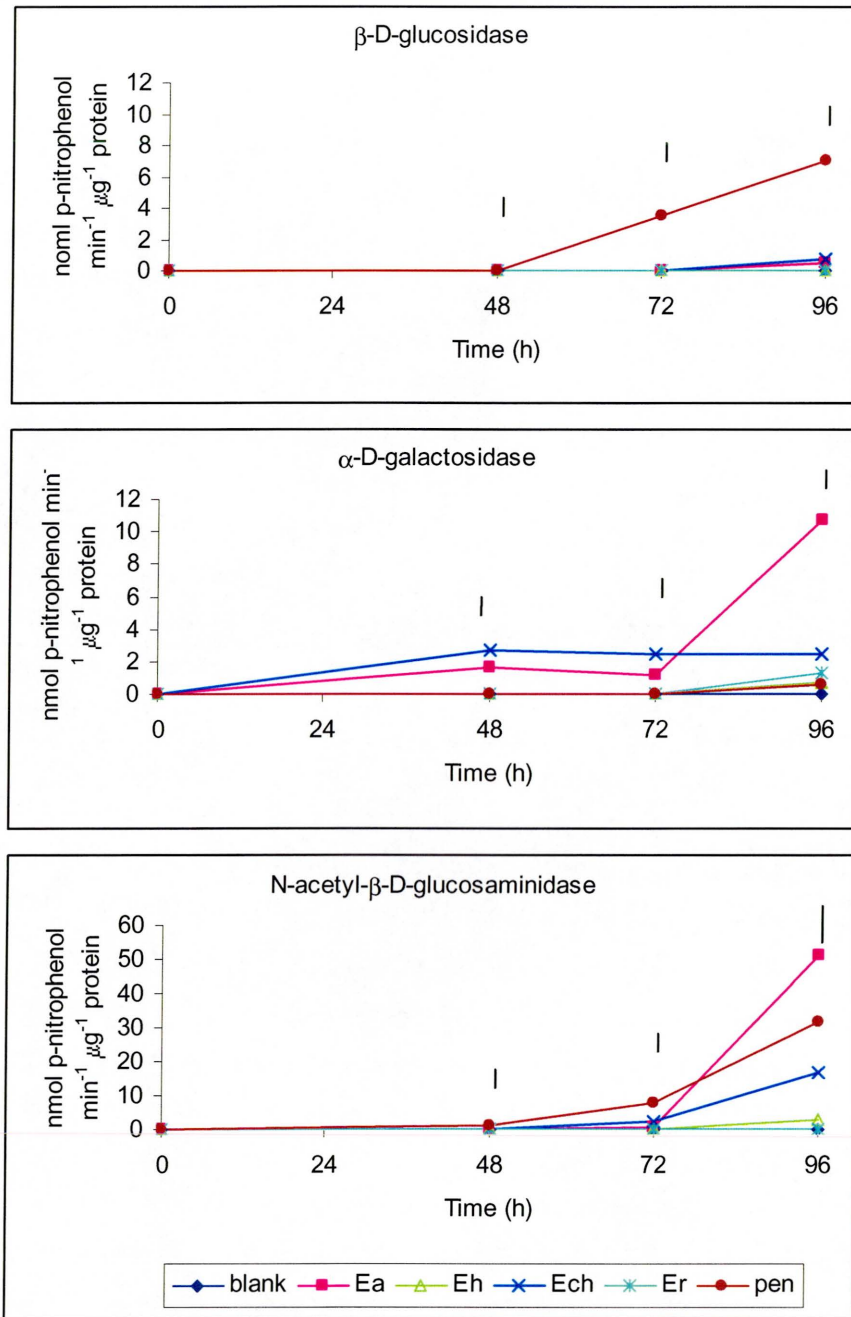 β-D-glucosidase
noml p-nitrophenol
min⁻¹ µg⁻¹ protein
12
10
8
6
4
2
0
0 24 48 72 96
Time (h)
α-D-galactosidase
nmol p-nitrophenol min⁻
¹ µg⁻¹ protein
12
10
8
6
4
2
0
0 24 48 72 96
Time (h)
N-acetyl-β-D-glucosaminidase
nmol p-nitrophenol
min⁻¹ µg⁻¹ protein
60
50
40
30
20
10
0
0 24 48 72 96
Time (h)
blank Ea Eh Ech Er pen